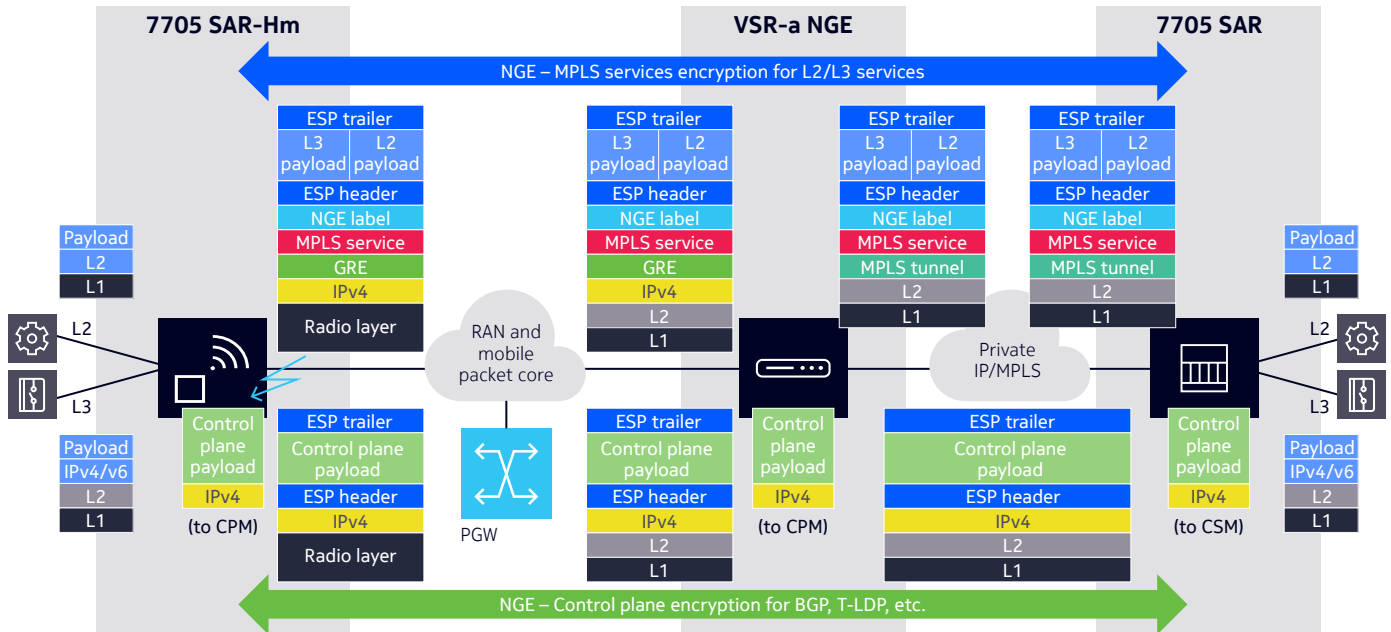 7705 SAR-Hm
VSR-a NGE
7705 SAR
NGE – MPLS services encryption for L2/L3 services
ESP trailer
L3
payload
L2
payload
ESP header
NGE label
MPLS service
GRE
IPv4
Radio layer
ESP trailer
L3
payload
L2
payload
ESP header
NGE label
MPLS service
GRE
IPv4
L2
L1
ESP trailer
L3
payload
L2
payload
ESP header
NGE label
MPLS service
MPLS tunnel
L2
L1
ESP trailer
L3
payload
L2
payload
ESP header
NGE label
MPLS service
MPLS tunnel
L2
L1
Payload
L2
L1
Payload
L2
L1
L2
L3
RAN and
mobile
packet core
Private
IP/MPLS
L2
L3
Payload
IPv4/v6
L2
L1
Control
plane
payload
IPv4
(to CPM)
ESP trailer
Control plane
payload
ESP header
IPv4
Radio layer
PGW
ESP trailer
Control plane
payload
ESP header
IPv4
L2
L1
Control
plane
payload
IPv4
(to CPM)
ESP trailer
Control plane
payload
ESP header
IPv4
L2
L1
Control
plane
payload
IPv4
(to CSM)
Payload
IPv4/v6
L2
L1
NGE – Control plane encryption for BGP, T-LDP, etc.